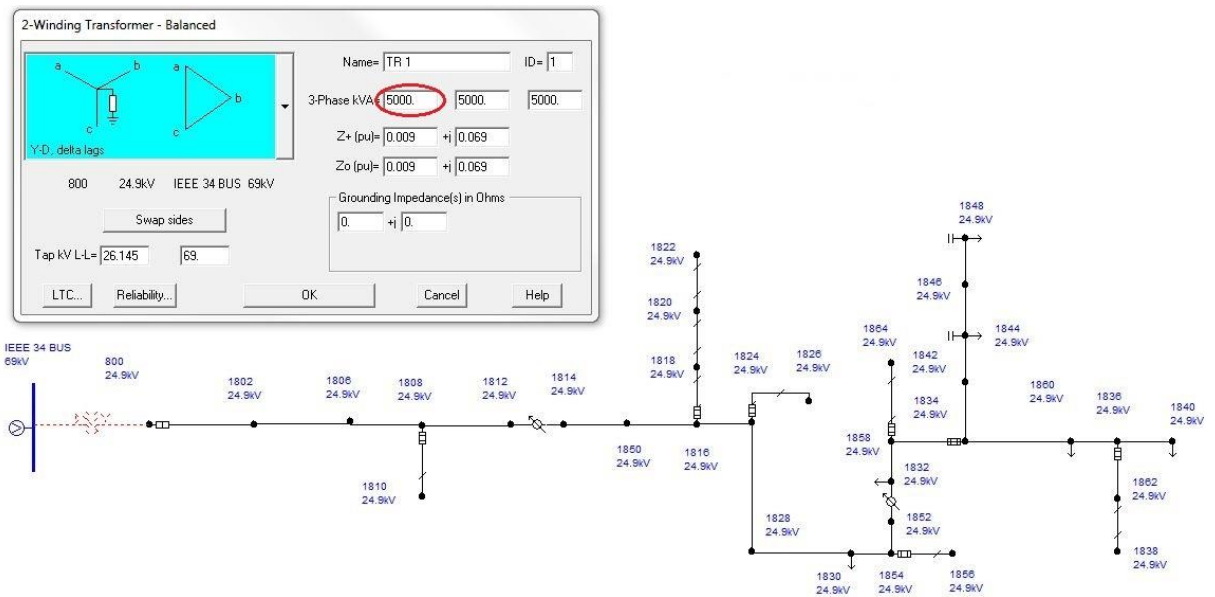 2-Winding Transformer - Balanced
a b a b c c
Y-D, delta lags
800 24.9kV IEEE 34 BUS 69kV
Swap sides
Tap kV L-L= 26.145 69.
Name= TR 1 ID= 1
3-Phase kVA= 5000. 5000. 5000.
Z+ (pu)= 0.009 +j 0.069
Zo (pu)= 0.009 +j 0.069
Grounding Impedance(s) in Ohms
0. +j 0.
LTC... Reliability... OK Cancel Help
IEEE 34 BUS
69kV
800
24.9kV
1802
24.9kV
1806
24.9kV
1808
24.9kV
1810
24.9kV
1812
24.9kV
1814
24.9kV
1850
24.9kV
1816
24.9kV
1818
24.9kV
1820
24.9kV
1822
24.9kV
1824
24.9kV
1826
24.9kV
1828
24.9kV
1830
24.9kV
1854
24.9kV
1856
24.9kV
1852
24.9kV
1832
24.9kV
1858
24.9kV
1864
24.9kV
1834
24.9kV
1842
24.9kV
1844
24.9kV
1846
24.9kV
1848
24.9kV
1860
24.9kV
1836
24.9kV
1840
24.9kV
1862
24.9kV
1838
24.9kV